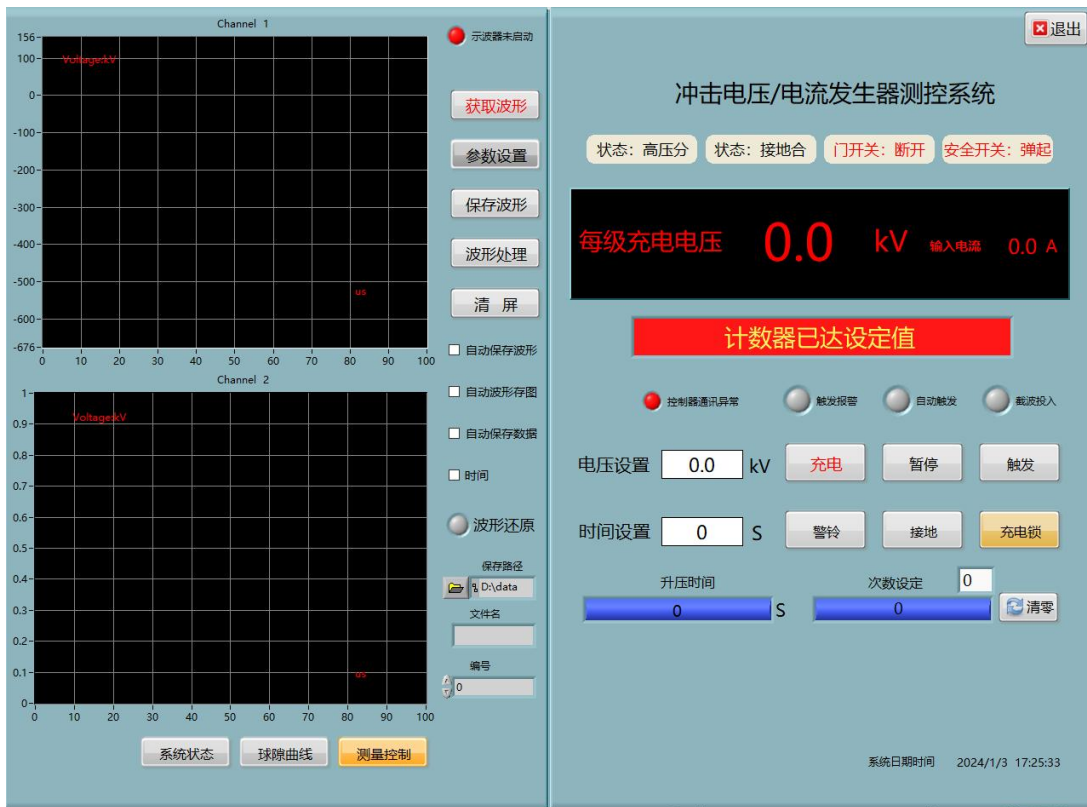 Channel 1
156
100
0
-100
-200
-300
-400
-500
-600
-676
Voltage:kV
us
0 10 20 30 40 50 60 70 80 90 100
Channel 2
1
0.9
0.8
0.7
0.6
0.5
0.4
0.3
0.2
0.1
0
Voltage:kV
us
0 10 20 30 40 50 60 70 80 90 100
系统状态 球隙曲线 测量控制
示波器未启动
获取波形
参数设置
保存波形
波形处理
清 屏
自动保存波形
自动波形存图
自动保存数据
时间
波形还原
保存路径
D:\data
文件名
编号
0
退出
冲击电压/电流发生器测控系统
状态：高压分 状态：接地合 门开关：断开 安全开关：弹起
每级充电电压 0.0 kV 输入电流 0.0 A
计数器已达设定值
控制器通讯异常 触发报警 自动触发 截波投入
电压设置 0.0 kV 充电 暂停 触发
时间设置 0 S 警铃 接地 充电锁
升压时间 次数设定 0
0 S 0 清零
系统日期时间 2024/1/3 17:25:33